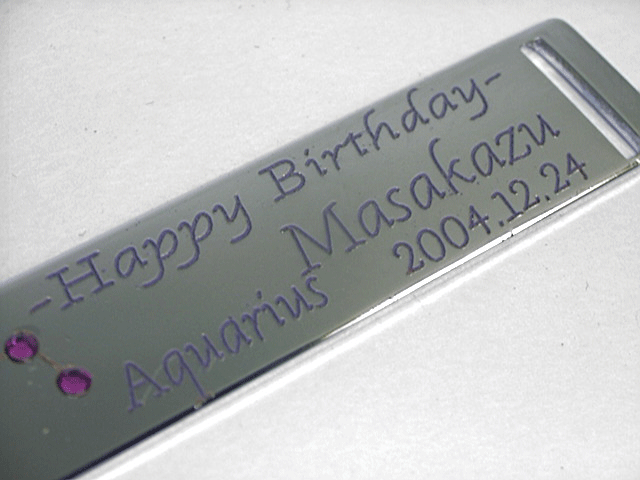 -Happy Birthday-
Masakazu
2004.12.24
Aquarius